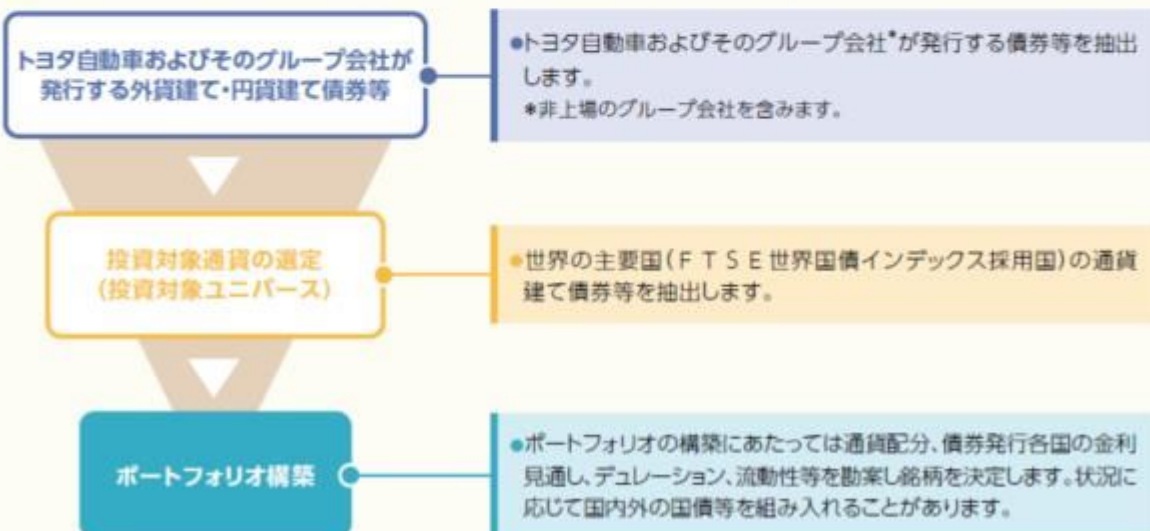 トヨタ自動車およびそのグループ会社が
発行する外貨建て・円貨建て債券等
●トヨタ自動車およびそのグループ会社*が発行する債券等を抽出
します。
*非上場のグループ会社を含みます。
投資対象通貨の選定
(投資対象ユニバース)
●世界の主要国(FTSE世界国債インデックス採用国)の通貨
建て債券等を抽出します。
ポートフォリオ構築
●ポートフォリオの構築にあたっては通貨配分、債券発行各国の金利
見通し、デュレーション、流動性等を勘案し銘柄を決定します。状況に
応じて国内外の国債等を組み入れることがあります。